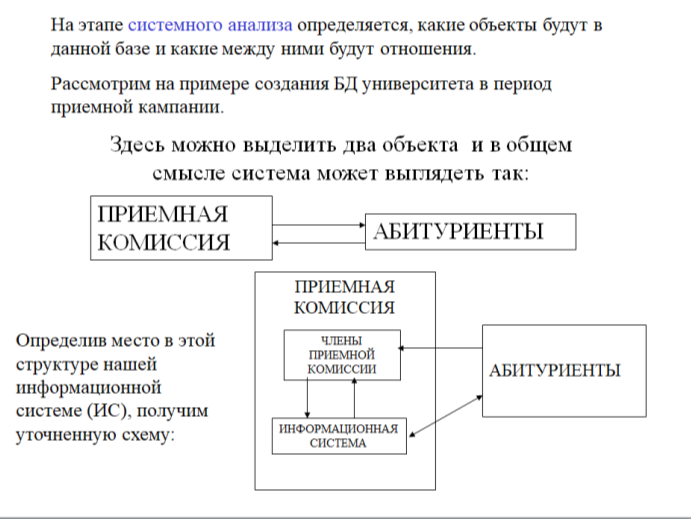 На этапе системного анализа определяется, какие объекты будут в
данной базе и какие между ними будут отношения.
Рассмотрим на примере создания БД университета в период
приемной кампании.
Здесь можно выделить два объекта и в общем
смысле система может выглядеть так:
ПРИЕМНАЯ
КОМИССИЯ
АБИТУРИЕНТЫ
Определив место в этой
структуре нашей
информационной
системе (ИС), получим
уточненную схему:
ПРИЕМНАЯ
КОМИССИЯ
ЧЛЕНЫ
ПРИЕМНОЙ
КОМИССИИ
ИНФОРМАЦИОННАЯ
СИСТЕМА
АБИТУРИЕНТЫ